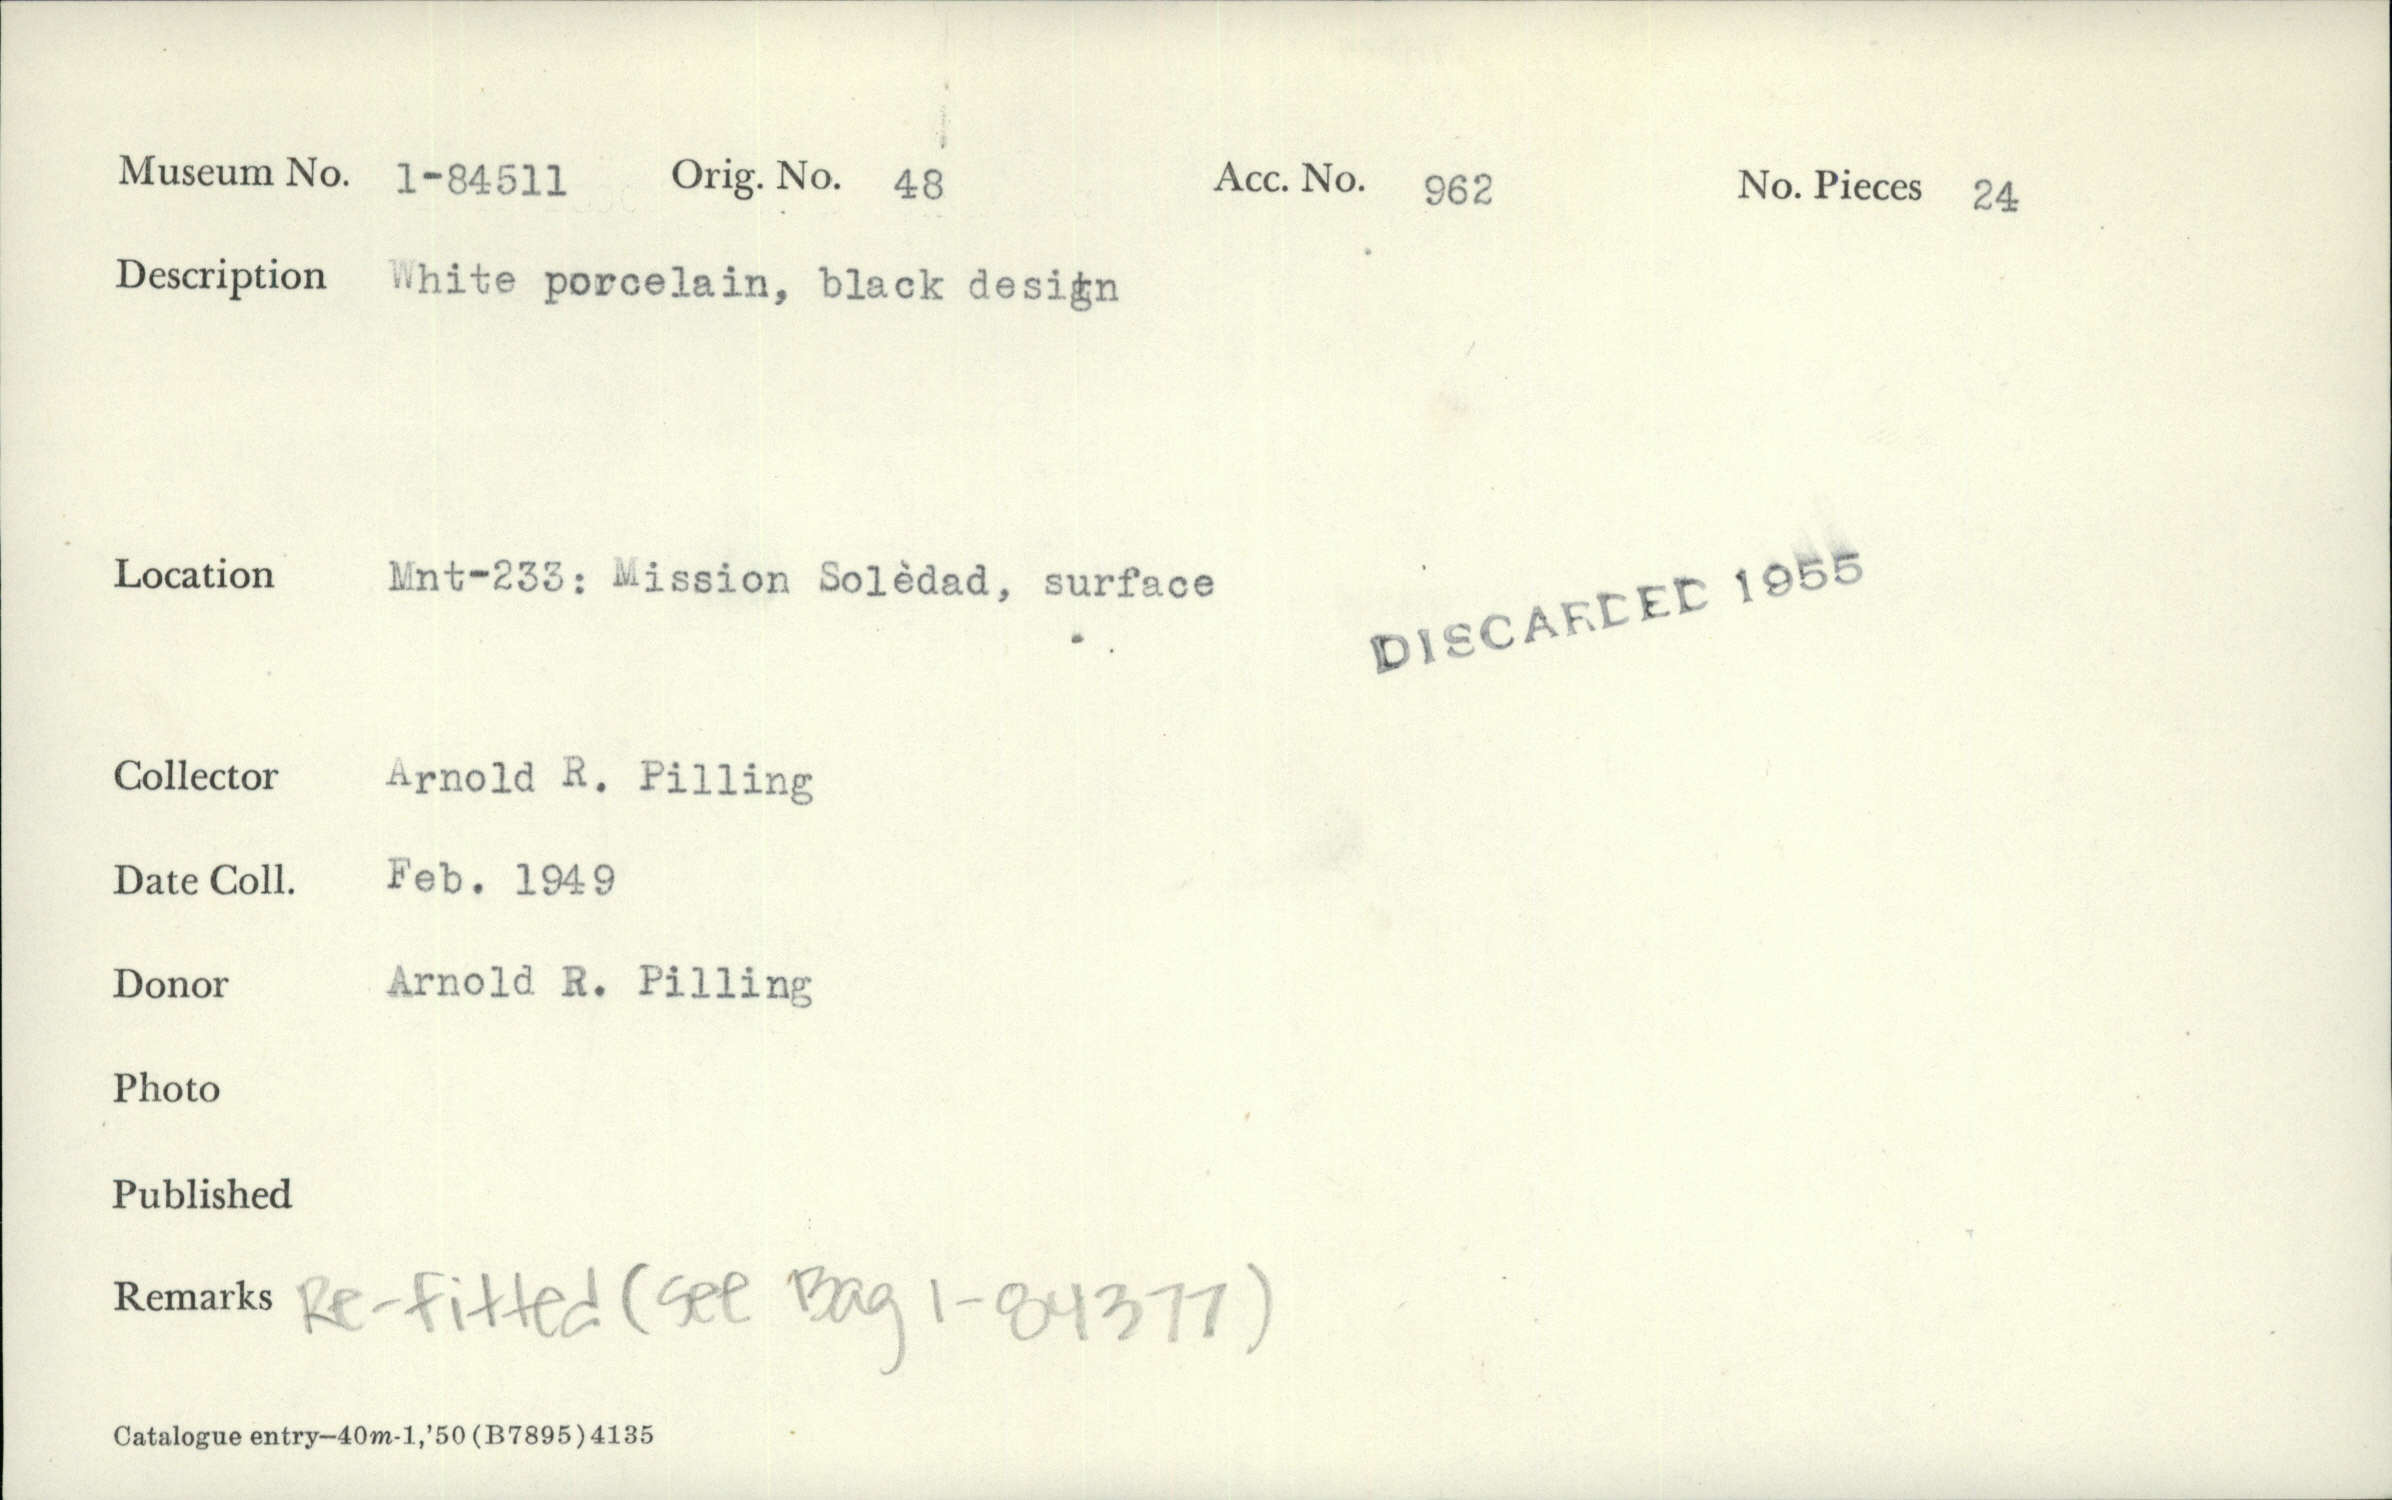 Museum No. 1-84511 Orig. No. 48 Acc. No. 962 No. Pieces 24
Description White porcelain, black design
Location Mnt-233: Mission Solèdad, surface
DISCARDED 1955
Collector Arnold R. Pilling
Date Coll. Feb. 1949
Donor Arnold R. Pilling
Photo
Published
Remarks Re-fitted (see Bag 1-84377)
Catalogue entry—40m-1,'50 (B7895) 4135